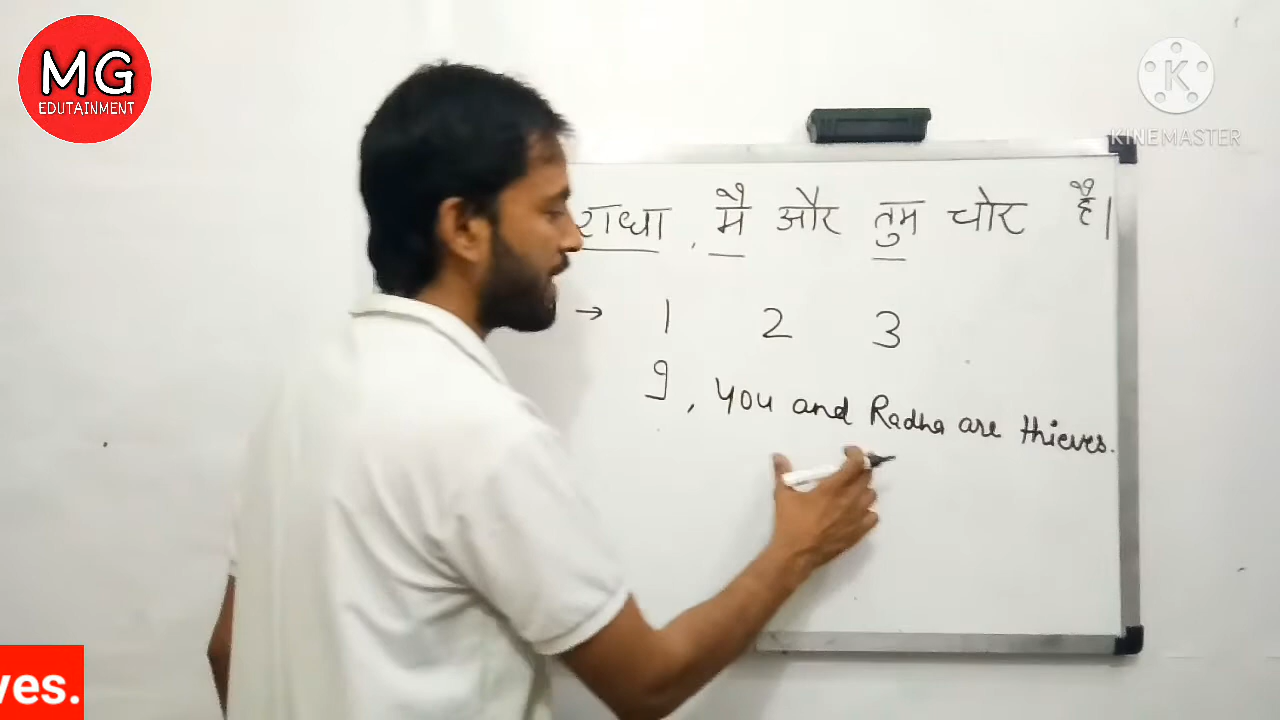 MG
EDUTAINMENT
KINEMASTER
राधा, मै और तुम चोर है।
→ 1 2 3
I, you and Radha are thieves.
ves.